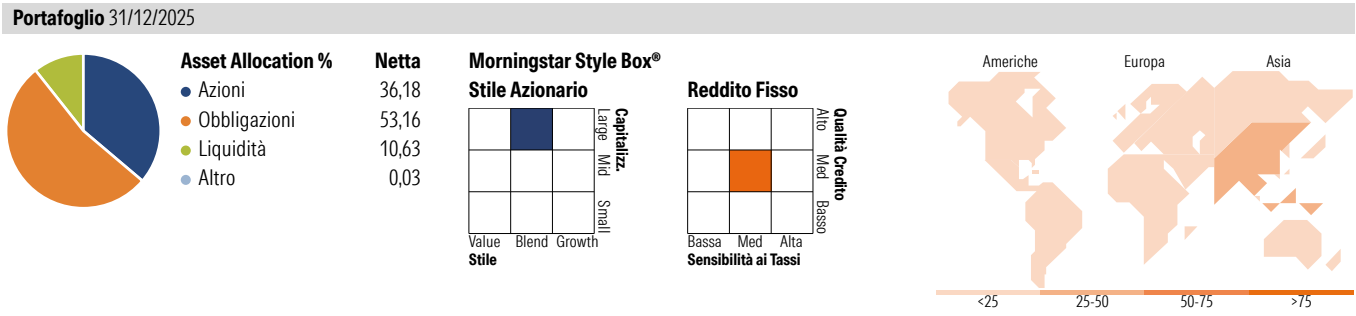 Portafoglio 31/12/2025
Asset Allocation % Netta
Azioni 36,18
Obbligazioni 53,16
Liquidità 10,63
Altro 0,03
Morningstar Style Box®
Stile Azionario
Large Mid Small
Capitalizz.
Value Blend Growth
Stile
Reddito Fisso
Alto Med Basso
Qualità Credito
Bassa Med Alta
Sensibilità ai Tassi
Americhe Europa Asia
<25 25-50 50-75 >75